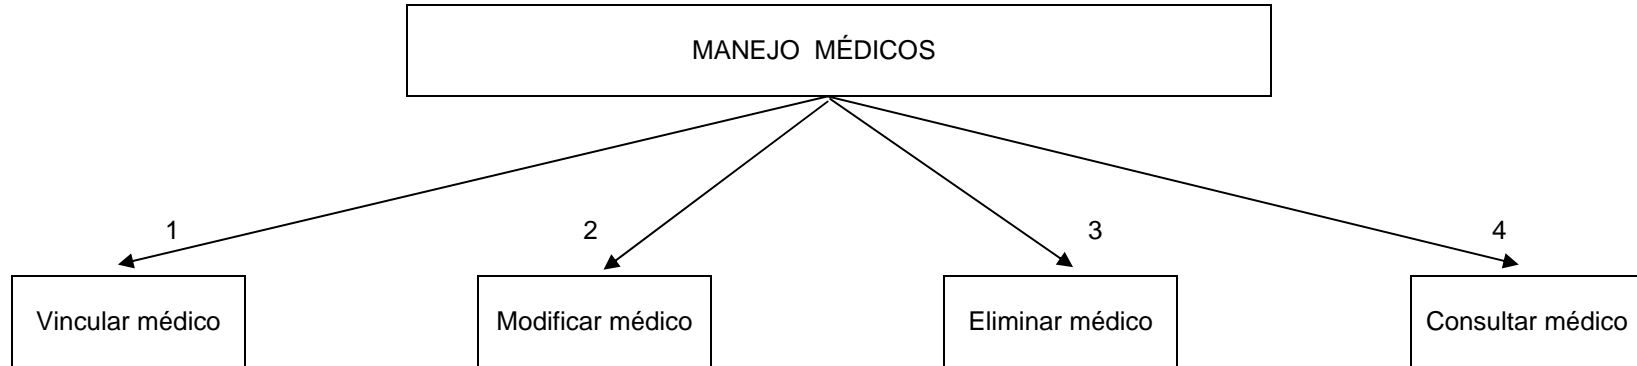 MANEJO MÉDICOS
1
2
3
4
Vincular médico
Modificar médico
Eliminar médico
Consultar médico